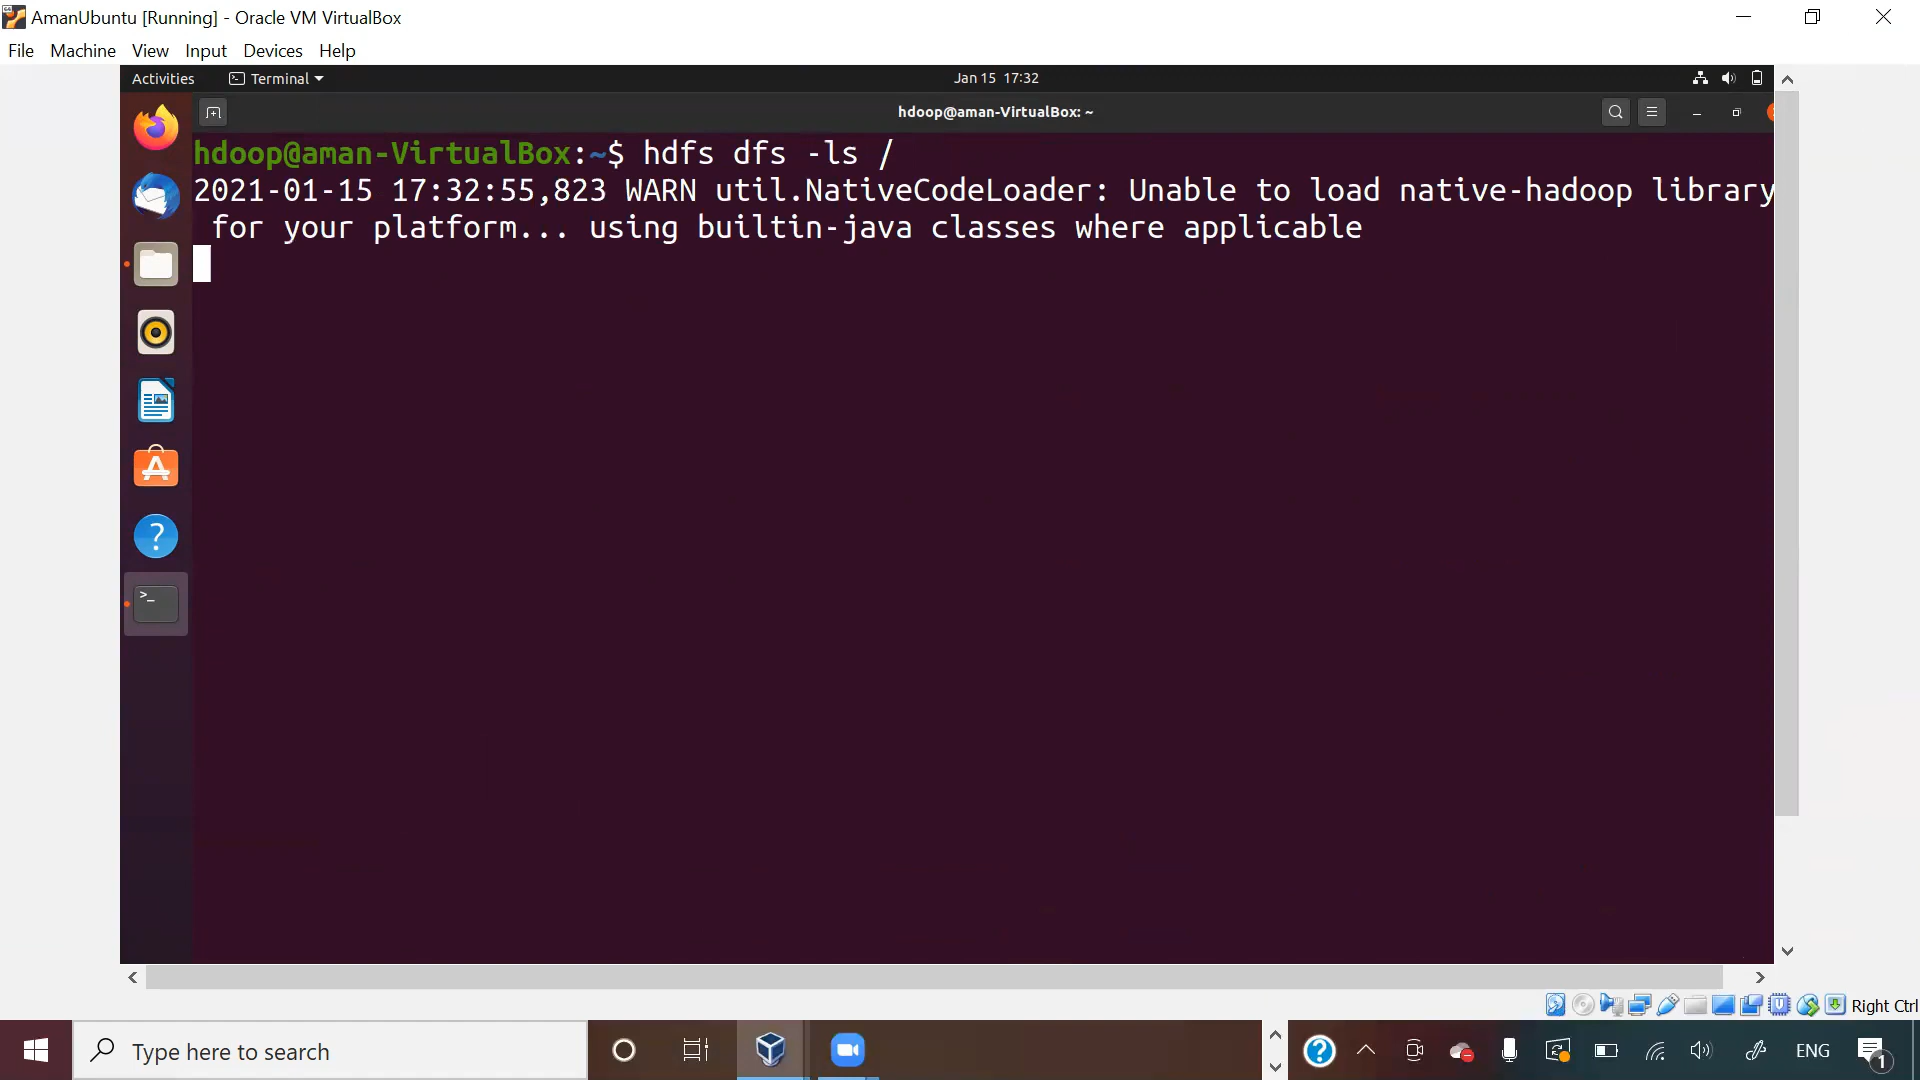 AmanUbuntu [Running] - Oracle VM VirtualBox
File Machine View Input Devices Help
Activities Terminal Jan 15 17:32
hdoop@aman-VirtualBox: ~
hdoop@aman-VirtualBox:~$ hdfs dfs -ls /
2021-01-15 17:32:55,823 WARN util.NativeCodeLoader: Unable to load native-hadoop library
for your platform... using builtin-java classes where applicable
Right Ctrl
Type here to search
ENG
1